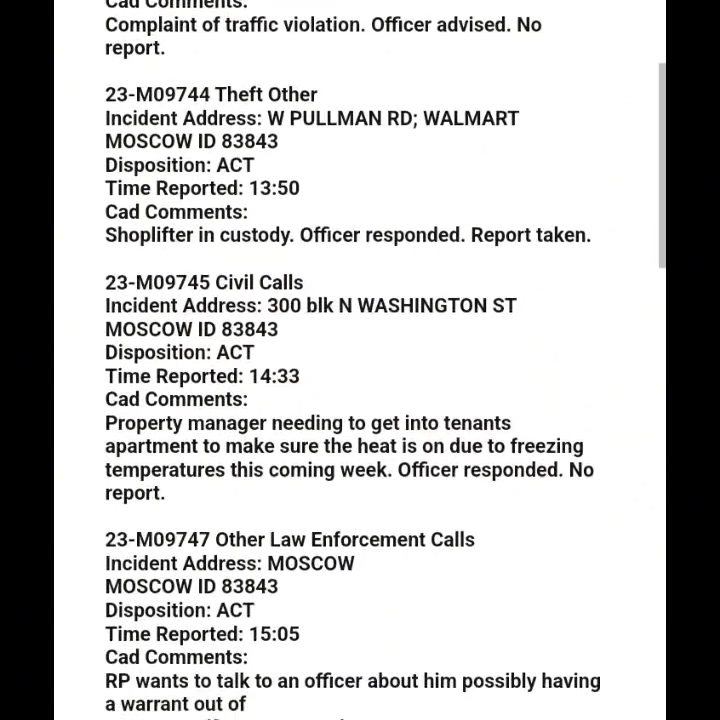 Cad Comments:
Complaint of traffic violation. Officer advised. No
report.
23-M09744 Theft Other
Incident Address: W PULLMAN RD; WALMART
MOSCOW ID 83843
Disposition: ACT
Time Reported: 13:50
Cad Comments:
Shoplifter in custody. Officer responded. Report taken.
23-M09745 Civil Calls
Incident Address: 300 blk N WASHINGTON ST
MOSCOW ID 83843
Disposition: ACT
Time Reported: 14:33
Cad Comments:
Property manager needing to get into tenants
apartment to make sure the heat is on due to freezing
temperatures this coming week. Officer responded. No
report.
23-M09747 Other Law Enforcement Calls
Incident Address: MOSCOW
MOSCOW ID 83843
Disposition: ACT
Time Reported: 15:05
Cad Comments:
RP wants to talk to an officer about him possibly having
a warrant out of